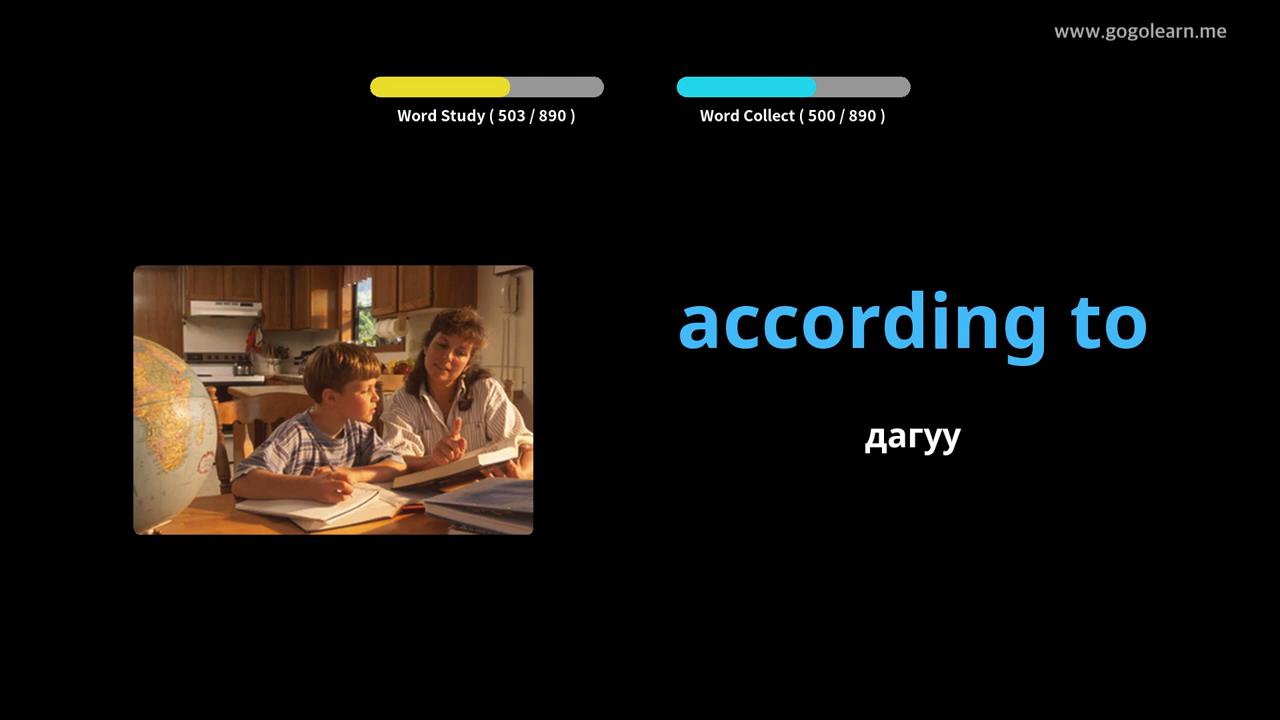 www.gogolearn.me
Word Study ( 503 / 890 )
Word Collect ( 500 / 890 )
according to
дагуу